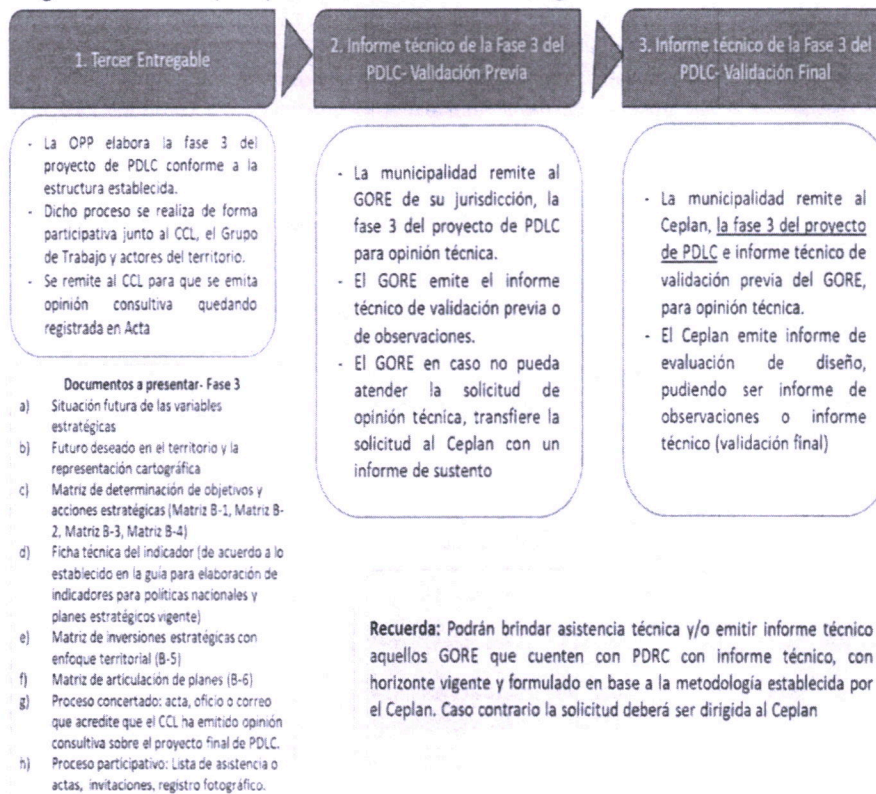 1. Tercer Entregable
2. Informe técnico de la Fase 3 del
PDLC- Validación Previa
3. Informe técnico de la Fase 3 del
PDLC- Validación Final
- La OPP elabora la fase 3 del
proyecto de PDLC conforme a la
estructura establecida.
- Dicho proceso se realiza de forma
participativa junto al CCL, el Grupo
de Trabajo y actores del territorio.
- Se remite al CCL para que se emita
opinión consultiva quedando
registrada en Acta
Documentos a presentar- Fase 3
a) Situación futura de las variables
estratégicas
b) Futuro deseado en el territorio y la
representación cartográfica
c) Matriz de determinación de objetivos y
acciones estratégicas (Matriz B-1, Matriz B-
2, Matriz B-3, Matriz B-4)
d) Ficha técnica del indicador (de acuerdo a lo
establecido en la guía para elaboración de
indicadores para políticas nacionales y
planes estratégicos vigente)
e) Matriz de inversiones estratégicas con
enfoque territorial (B-5)
f) Matriz de articulación de planes (B-6)
g) Proceso concertado: acta, oficio o correo
que acredite que el CCL ha emitido opinión
consultiva sobre el proyecto final de PDLC.
h) Proceso participativo: Lista de asistencia o
actas, invitaciones, registro fotográfico.
- La municipalidad remite al
GORE de su jurisdicción, la
fase 3 del proyecto de PDLC
para opinión técnica.
- El GORE emite el informe
técnico de validación previa o
de observaciones.
- El GORE en caso no pueda
atender la solicitud de
opinión técnica, transfiere la
solicitud al Ceplan con un
informe de sustento
- La municipalidad remite al
Ceplan, la fase 3 del proyecto
de PDLC e informe técnico de
validación previa del GORE,
para opinión técnica.
- El Ceplan emite informe de
evaluación de diseño,
pudiendo ser informe de
observaciones o informe
técnico (validación final)
Recuerda: Podrán brindar asistencia técnica y/o emitir informe técnico
aquellos GORE que cuenten con PDRC con informe técnico, con
horizonte vigente y formulado en base a la metodología establecida por
el Ceplan. Caso contrario la solicitud deberá ser dirigida al Ceplan